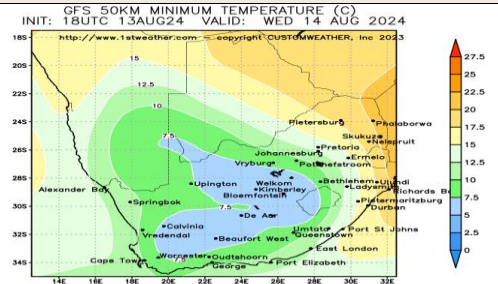 GFS 50KM MINIMUM TEMPERATURE (C)
INIT: 18UTC 13AUG24 VALID: WED 14 AUG 2024
http://www.1stweather.com – copyright CUSTOMWEATHER, Inc 2023
18S
20S
22S
24S
26S
28S
30S
32S
34S
15
12.5
10
7.5
7.5
Pietersburg
Phalaborwa
Skukuza
Nelspruit
Pretoria
Johannesburg
Ermelo
Vryburg
Potchefstroom
Alexander Bay
Upington
Welkom
Kimberley
Bloemfontein
Bethlehem
Ulundi
Ladysmith
Richards B
Springbok
Pietermaritzburg
Durban
De Aar
Calvinia
Vredendal
Beaufort West
Umtata
Port St Johns
Queenstown
East London
Cape Town
Worcester
Oudtshoorn
George
Port Elizabeth
14E 16E 18E 20E 22E 24E 26E 28E 30E 32E
27.5
25
22.5
20
17.5
15
12.5
10
7.5
5
2.5
0